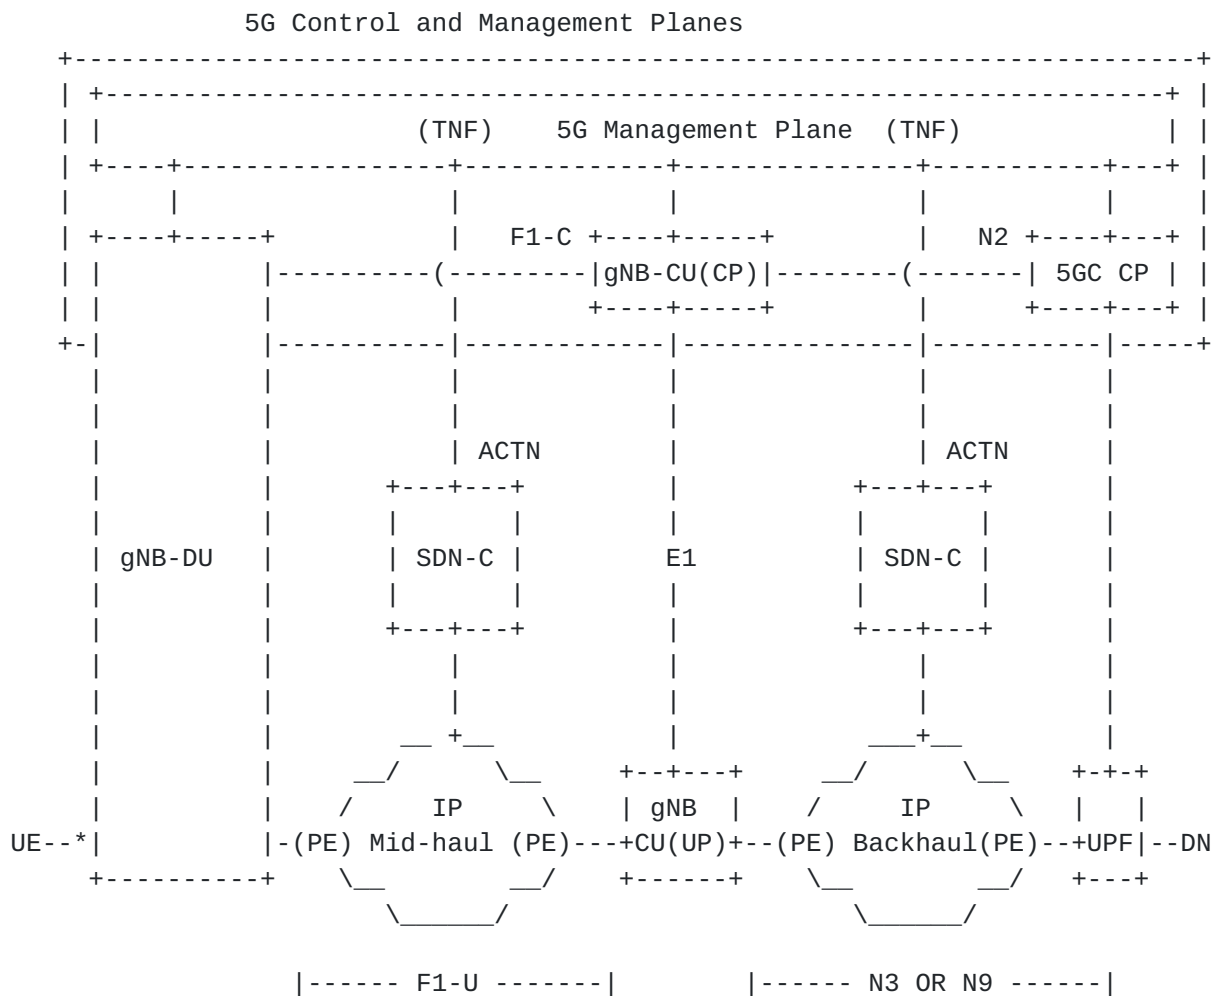 5G Control and Management Planes
(TNF) 5G Management Plane (TNF)
F1-C N2
gNB-CU(CP) 5GC CP
ACTN ACTN
gNB-DU SDN-C E1 SDN-C
IP gNB IP
UE--* (PE) Mid-haul (PE) CU(UP) (PE) Backhaul(PE) UPF --DN
F1-U N3 OR N9